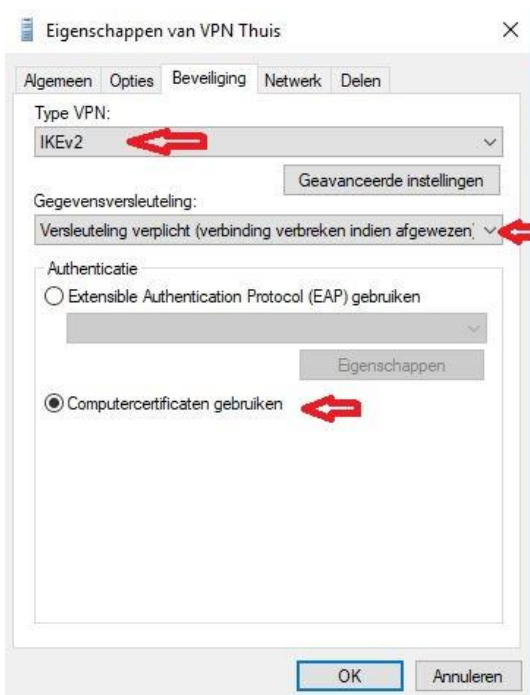 Eigenschappen van VPN Thuis
Algemeen Opties Beveiliging Netwerk Delen
Type VPN:
IKEv2
Geavanceerde instellingen
Gegevensversleuteling:
Versleuteling verplicht (verbinding verbreken indien afgewezen)
Authenticatie
Extensible Authentication Protocol (EAP) gebruiken
Eigenschappen
Computercertificaten gebruiken
OK Annuleren